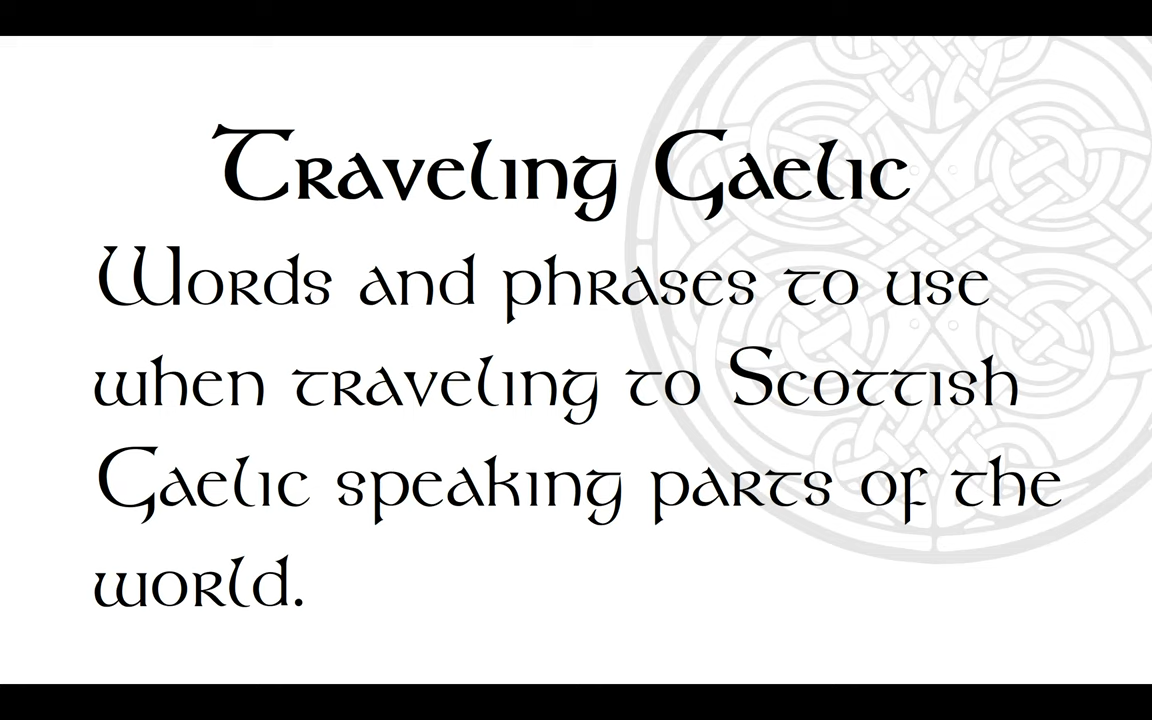 Traveling Gaelic
Words and phrases to use
when traveling to Scottish
Gaelic speaking parts of the
world.